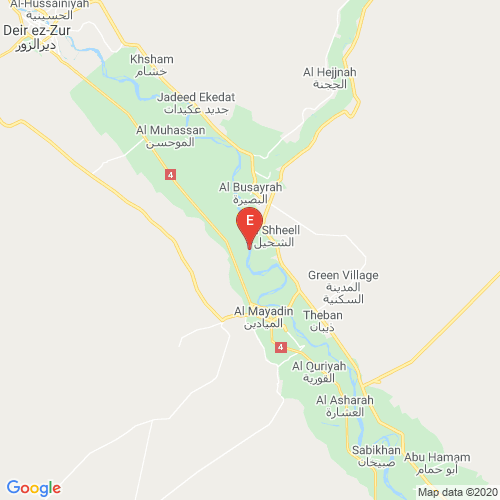 Al-Hussainiyah
الحسينية
Deir ez-Zur
ديرالزور
Khsham
خشام
Al Hejjnah
الحجنة
Jadeed Ekedat
جديد عكيدات
Al Muhassan
الموحسن
4
Al Busayrah
البصيرة
E
Shheell
الشحيل
Green Village
المدينة
السكنية
Al Mayadin
الميادين
Theban
ذيبان
4
Al Quriyah
القورية
Al Asharah
العشارة
Sabikhan
صبيخان
Abu Hamam
أبو حمام
Google
Map data ©2020